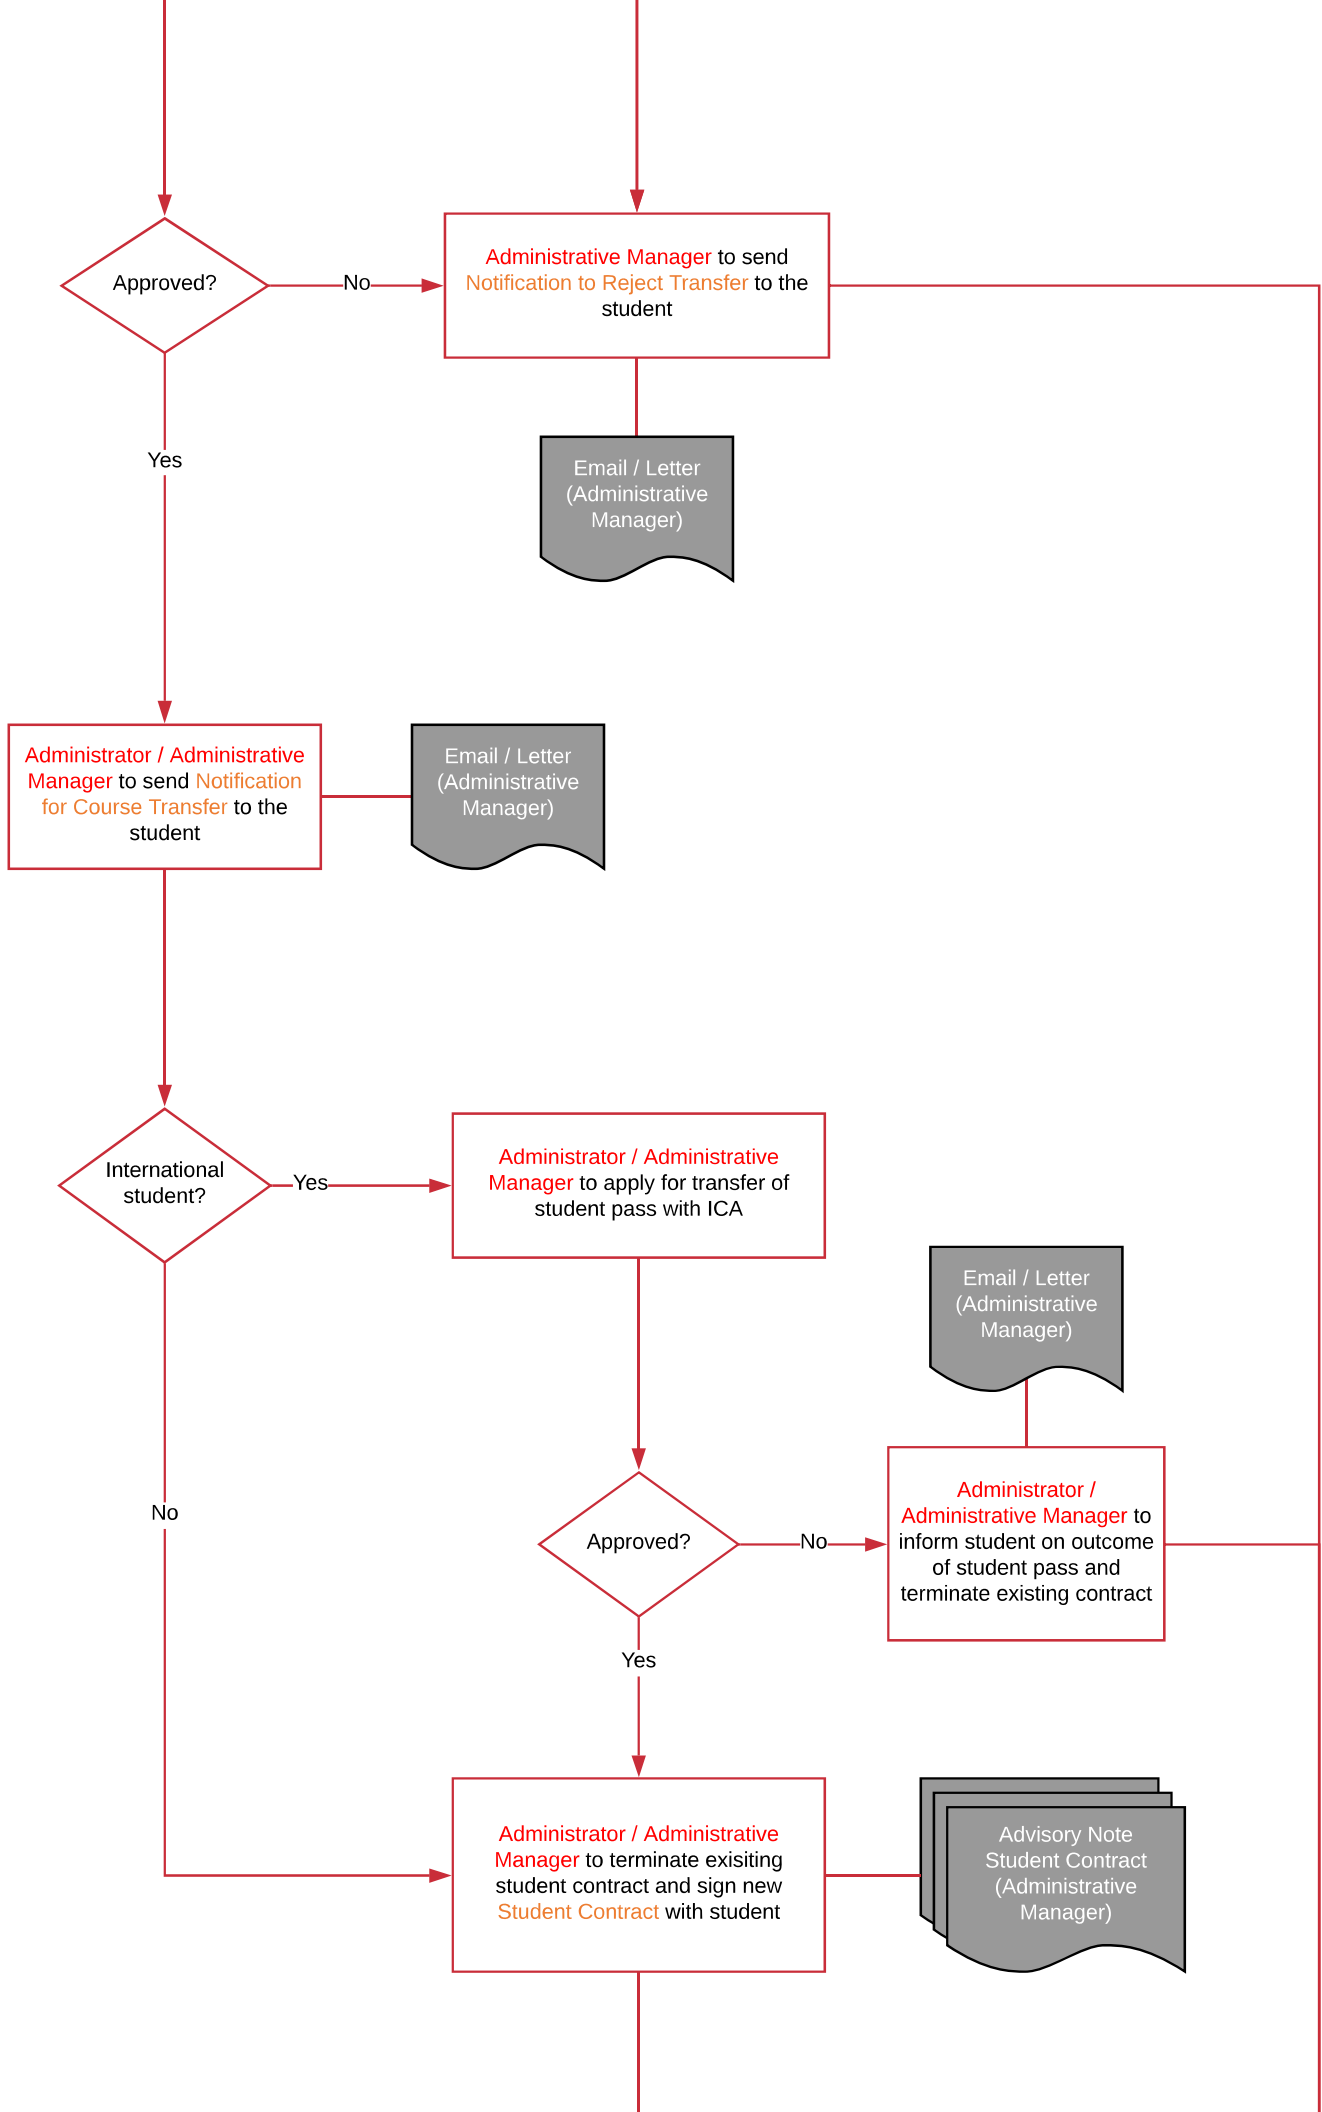 Approved?
No
Administrative Manager to send
Notification to Reject Transfer to the
student
Yes
Email / Letter
(Administrative
Manager)
Administrator / Administrative
Manager to send Notification
for Course Transfer to the
student
Email / Letter
(Administrative
Manager)
International
student?
Yes
Administrator / Administrative
Manager to apply for transfer of
student pass with ICA
Email / Letter
(Administrative
Manager)
No
Approved?
No
Administrator /
Administrative Manager to
inform student on outcome
of student pass and
terminate existing contract
Yes
Administrator / Administrative
Manager to terminate exisiting
student contract and sign new
Student Contract with student
Advisory Note
Student Contract
(Administrative
Manager)